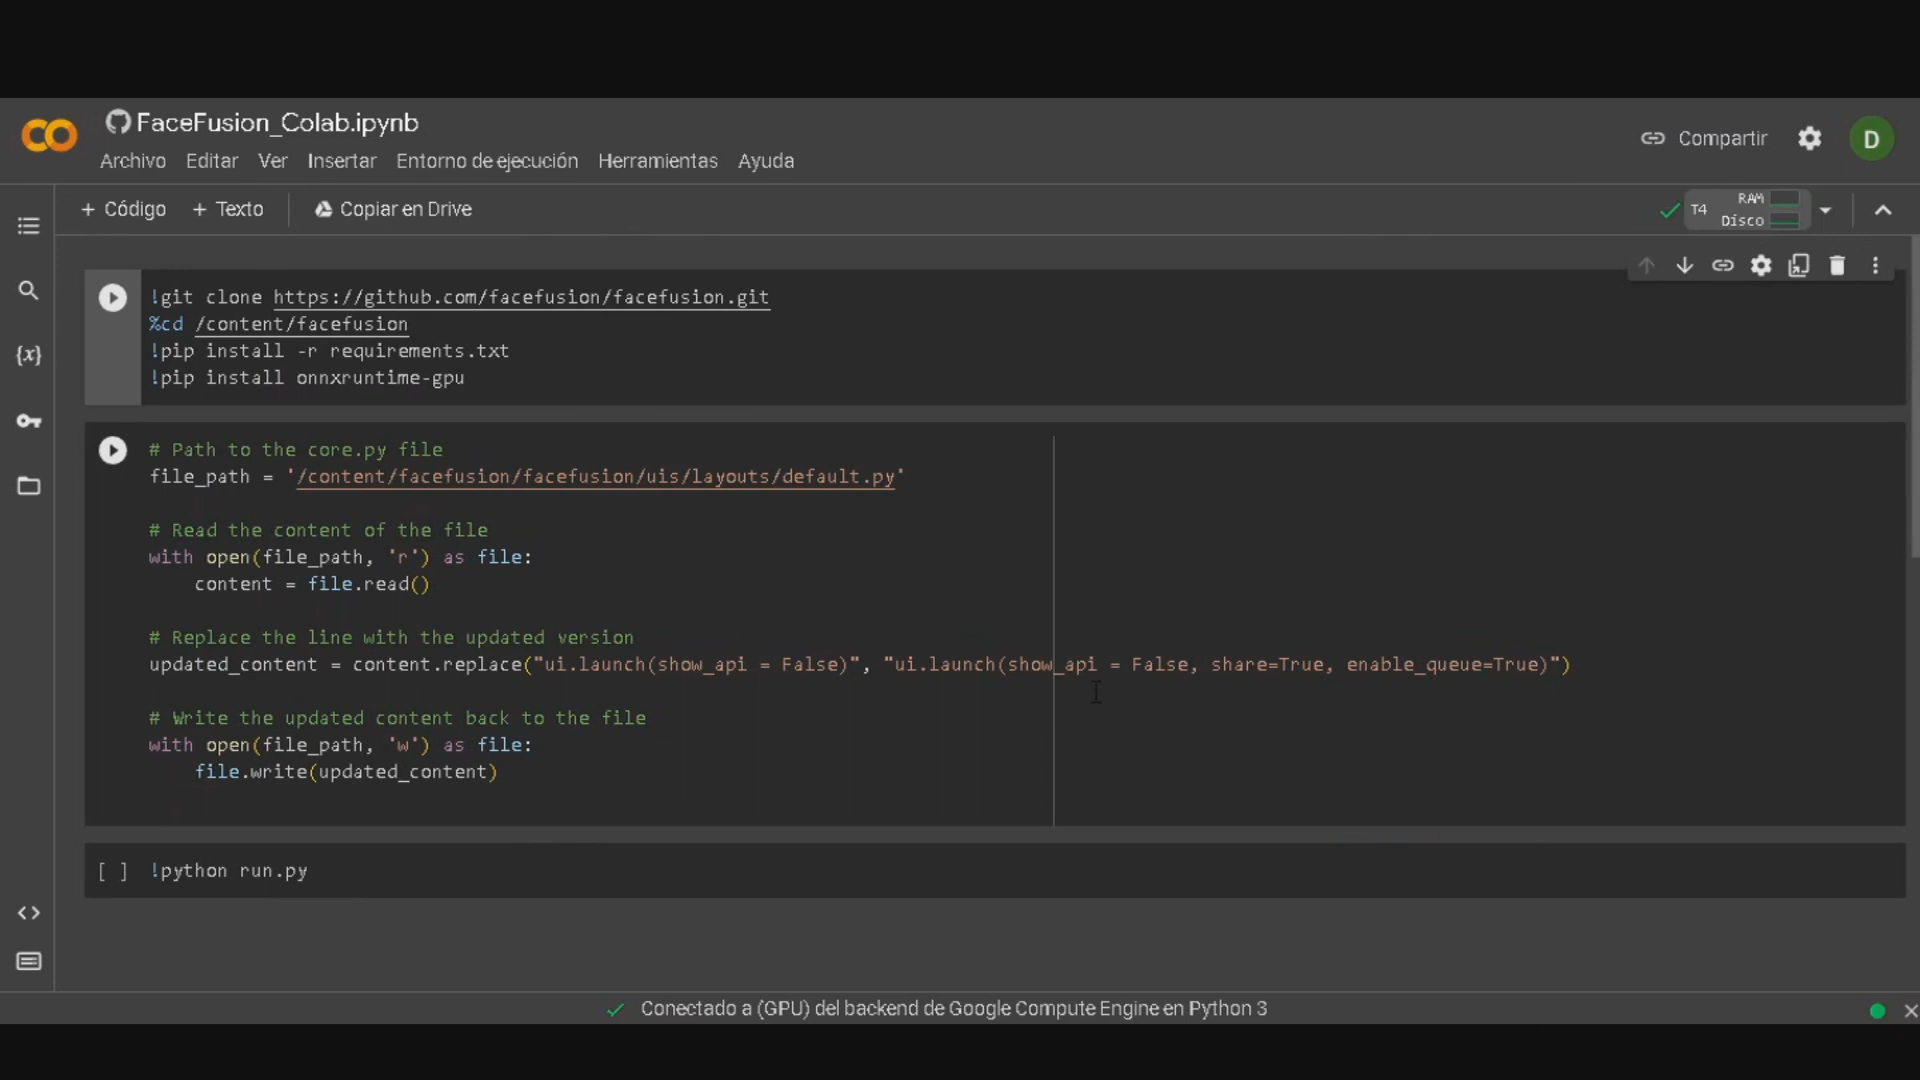 FaceFusion_Colab.ipynb
Archivo Editar Ver Insertar Entorno de ejecución Herramientas Ayuda
Compartir
D
+ Código + Texto Copiar en Drive
T4 RAM
Disco
!git clone https://github.com/facefusion/facefusion.git
%cd /content/facefusion
!pip install -r requirements.txt
!pip install onnxruntime-gpu
# Path to the core.py file
file_path = '/content/facefusion/facefusion/uis/layouts/default.py'
# Read the content of the file
with open(file_path, 'r') as file:
    content = file.read()
# Replace the line with the updated version
updated_content = content.replace("ui.launch(show_api = False)", "ui.launch(show_api = False, share=True, enable_queue=True)")
# Write the updated content back to the file
with open(file_path, 'w') as file:
    file.write(updated_content)
[ ] !python run.py
Conectado a (GPU) del backend de Google Compute Engine en Python 3